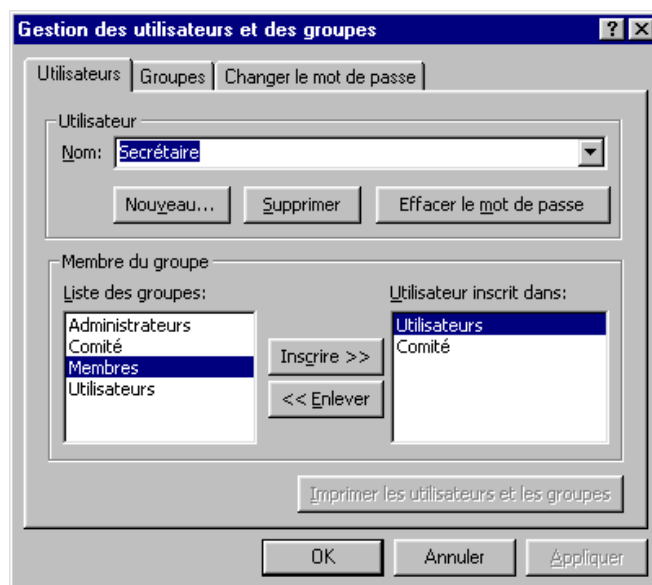 Gestion des utilisateurs et des groupes
Utilisateurs Groupes Changer le mot de passe
Utilisateur
Nom: Secrétaire
Nouveau... Supprimer Effacer le mot de passe
Membre du groupe
Liste des groupes: Utilisateur inscrit dans:
Administrateurs Utilisateurs
Comité Comité
Membres
Utilisateurs
Inscrire >>
<< Enlever
Imprimer les utilisateurs et les groupes
OK Annuler Appliquer